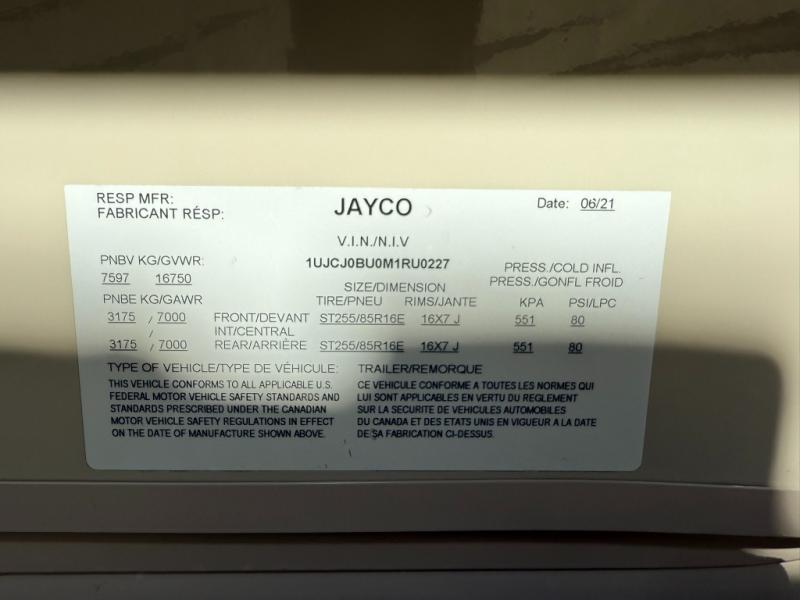 RESP MFR:
FABRICANT RÉSP:
JAYCO
Date: 06/21
V.I.N./N.I.V
PNBV KG/GVWR:
1UJCJ0BU0M1RU0227
7597 16750
PRESS./COLD INFL.
PRESS./GONFL FROID
SIZE/DIMENSION
PNBE KG/GAWR
TIRE/PNEU RIMS/JANTE KPA PSI/LPC
3175 / 7000 FRONT/DEVANT ST255/85R16E 16X7 J 551 80
/ INT/CENTRAL
3175 / 7000 REAR/ARRIÈRE ST255/85R16E 16X7 J 551 80
TYPE OF VEHICLE/TYPE DE VÉHICULE: TRAILER/REMORQUE
THIS VEHICLE CONFORMS TO ALL APPLICABLE U.S.
FEDERAL MOTOR VEHICLE SAFETY STANDARDS AND
STANDARDS PRESCRIBED UNDER THE CANADIAN
MOTOR VEHICLE SAFETY REGULATIONS IN EFFECT
ON THE DATE OF MANUFACTURE SHOWN ABOVE.
CE VEHICULE CONFORME A TOUTES LES NORMES QUI
LUI SONT APPLICABLES EN VERTU DU REGLEMENT
SUR LA SECURITE DE VEHICULES AUTOMOBILES
DU CANADA ET DES ETATS UNIS EN VIGUEUR A LA DATE
DE SA FABRICATION CI-DESSUS.